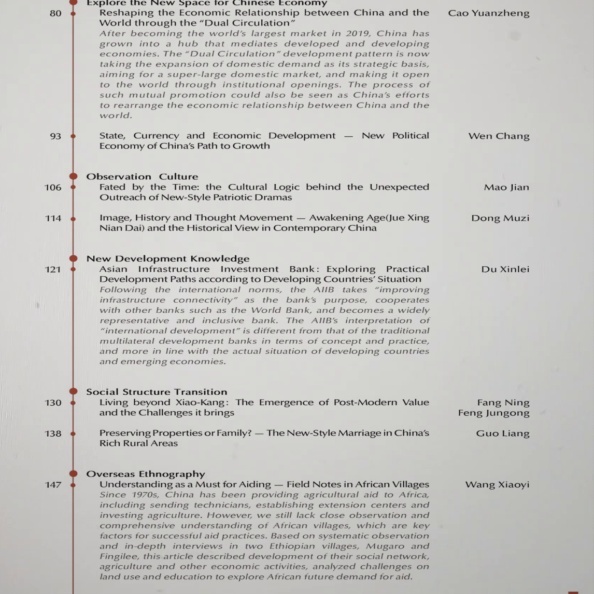 Explore the New Space for Chinese Economy
80 Reshaping the Economic Relationship between China and the Cao Yuanzheng
World through the “Dual Circulation”
After becoming the world's largest market in 2019, China has
grown into a hub that mediates developed and developing
economies. The “Dual Circulation” development pattern is now
taking the expansion of domestic demand as its strategic basis,
aiming for a super-large domestic market, and making it open
to the world through institutional openings. The process of
such mutual promotion could also be seen as China's efforts
to rearrange the economic relationship between China and the
world.
93 State, Currency and Economic Development — New Political Wen Chang
Economy of China's Path to Growth
Observation Culture
106 Fated by the Time: the Cultural Logic behind the Unexpected Mao Jian
Outreach of New-Style Patriotic Dramas
114 Image, History and Thought Movement — Awakening Age(Jue Xing Dong Muzi
Nian Dai) and the Historical View in Contemporary China
New Development Knowledge
121 Asian Infrastructure Investment Bank: Exploring Practical Du Xinlei
Development Paths according to Developing Countries' Situation
Following the international norms, the AIIB takes “improving
infrastructure connectivity” as the bank's purpose, cooperates
with other banks such as the World Bank, and becomes a widely
representative and inclusive bank. The AIIB's interpretation of
“international development” is different from that of the traditional
multilateral development banks in terms of concept and practice,
and more in line with the actual situation of developing countries
and emerging economies.
Social Structure Transition
130 Living beyond Xiao-Kang: The Emergence of Post-Modern Value Fang Ning
and the Challenges it brings Feng Jungong
138 Preserving Properties or Family? — The New-Style Marriage in China's Guo Liang
Rich Rural Areas
Overseas Ethnography
147 Understanding as a Must for Aiding — Field Notes in African Villages Wang Xiaoyi
Since 1970s, China has been providing agricultural aid to Africa,
including sending technicians, establishing extension centers and
investing agriculture. However, we still lack close observation and
comprehensive understanding of African villages, which are key
factors for successful aid practices. Based on systematic observation
and in-depth interviews in two Ethiopian villages, Mugaro and
Fingilee, this article described development of their social network,
agriculture and other economic activities, analyzed challenges on
land use and education to explore African future demand for aid.